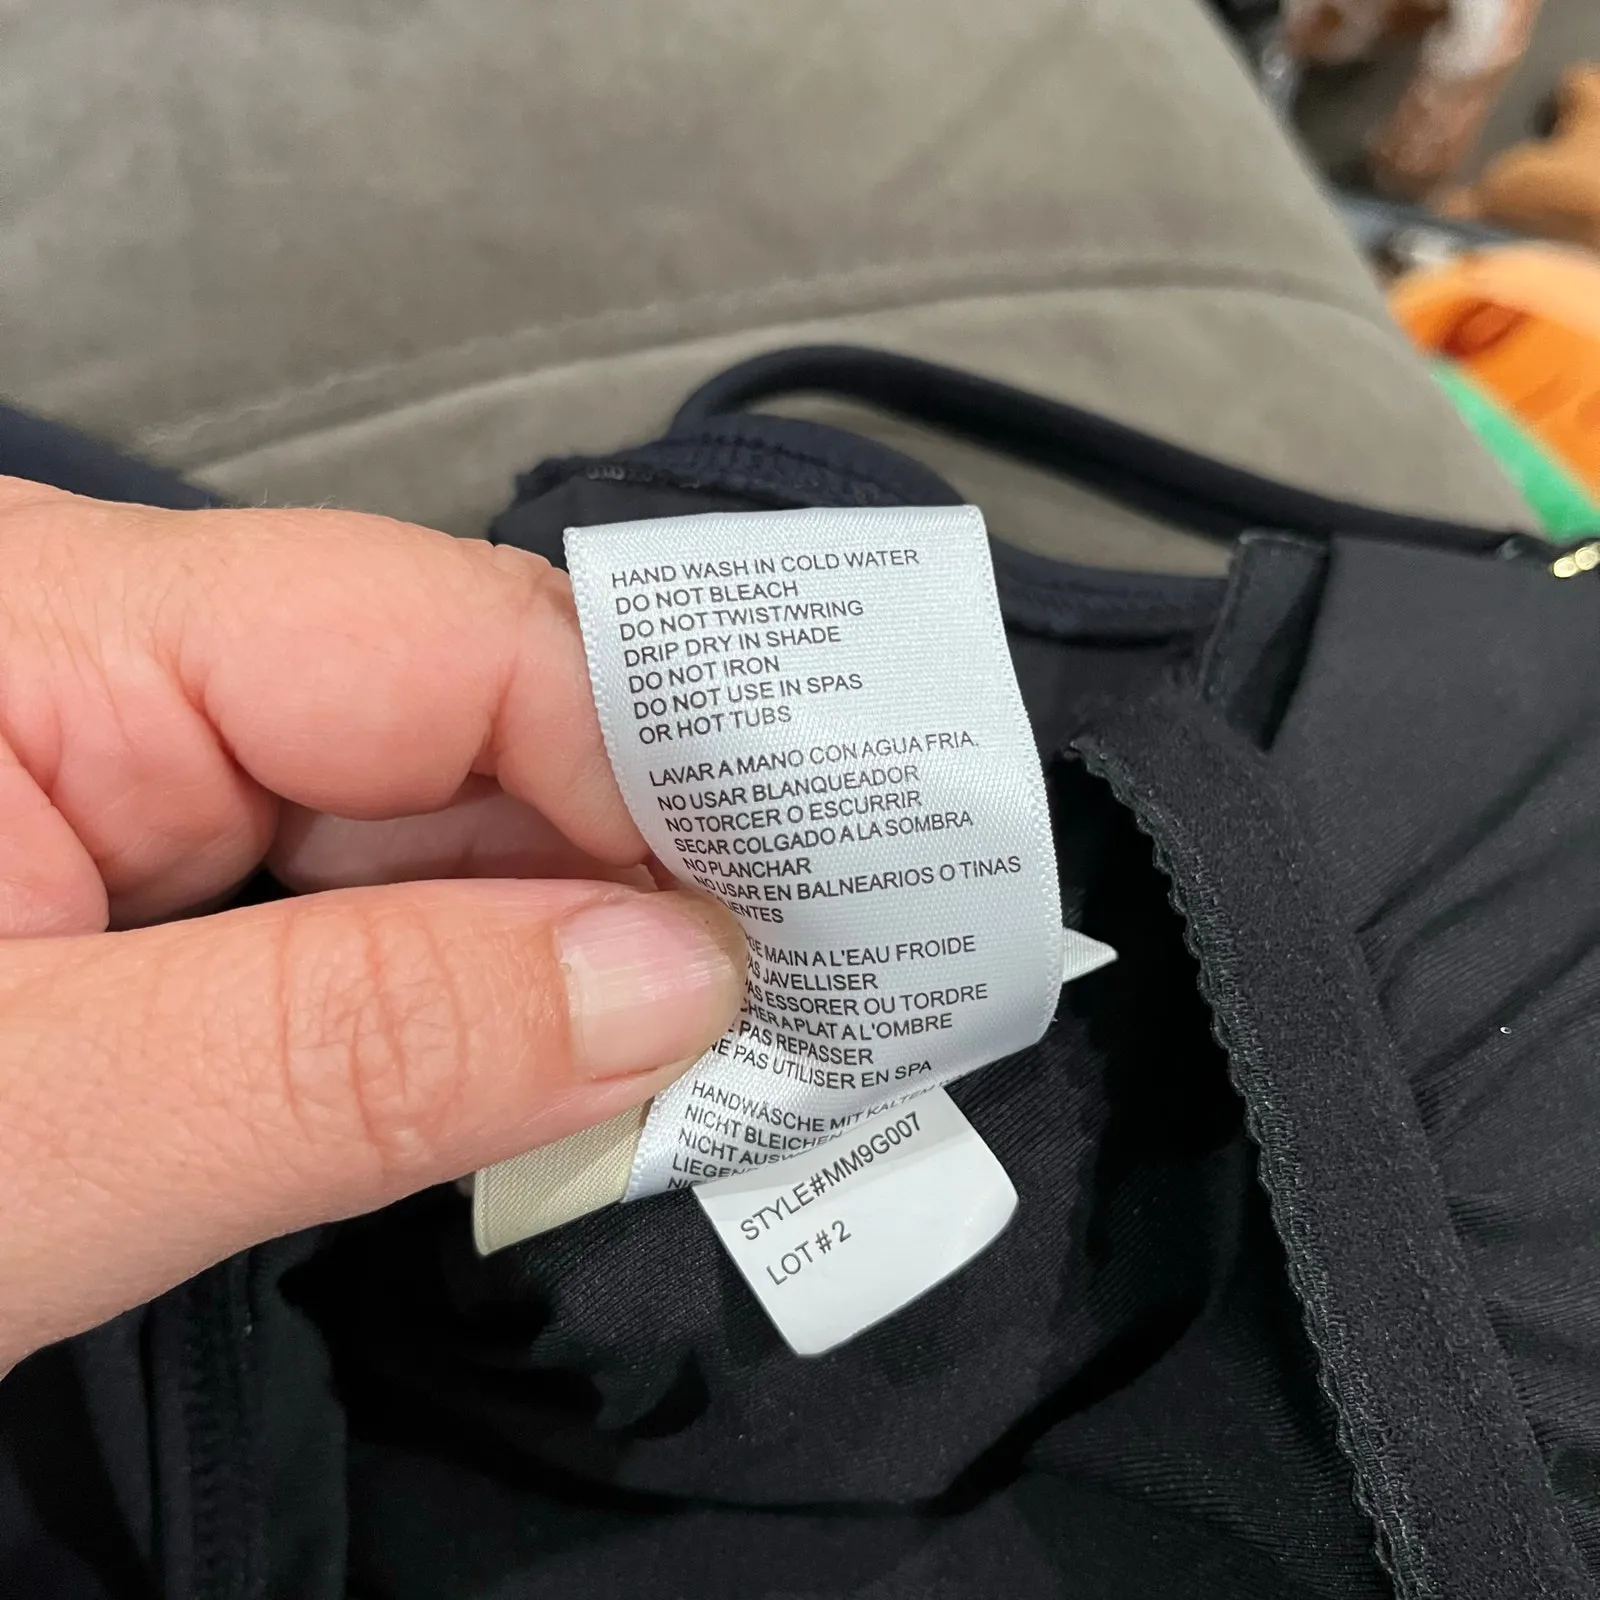 HAND WASH IN COLD WATER
DO NOT BLEACH
DO NOT TWIST/WRING
DRIP DRY IN SHADE
DO NOT IRON
DO NOT USE IN SPAS
OR HOT TUBS
LAVAR A MANO CON AGUA FRIA.
NO USAR BLANQUEADOR
NO TORCER O ESCURRIR
SECAR COLGADO A LA SOMBRA
NO PLANCHAR
NO USAR EN BALNEARIOS O TINAS
MAIN A L'EAU FROIDE
JAVELLISER
ESSORER OU TORDRE
A PLAT A L'OMBRE
PAS REPASSER
NE PAS UTILISER EN SPA
HANDWÄSCHE MIT KALTEM
NICHT BLEICHEN
NICHT
STYLE#MM9G007
LOT # 2